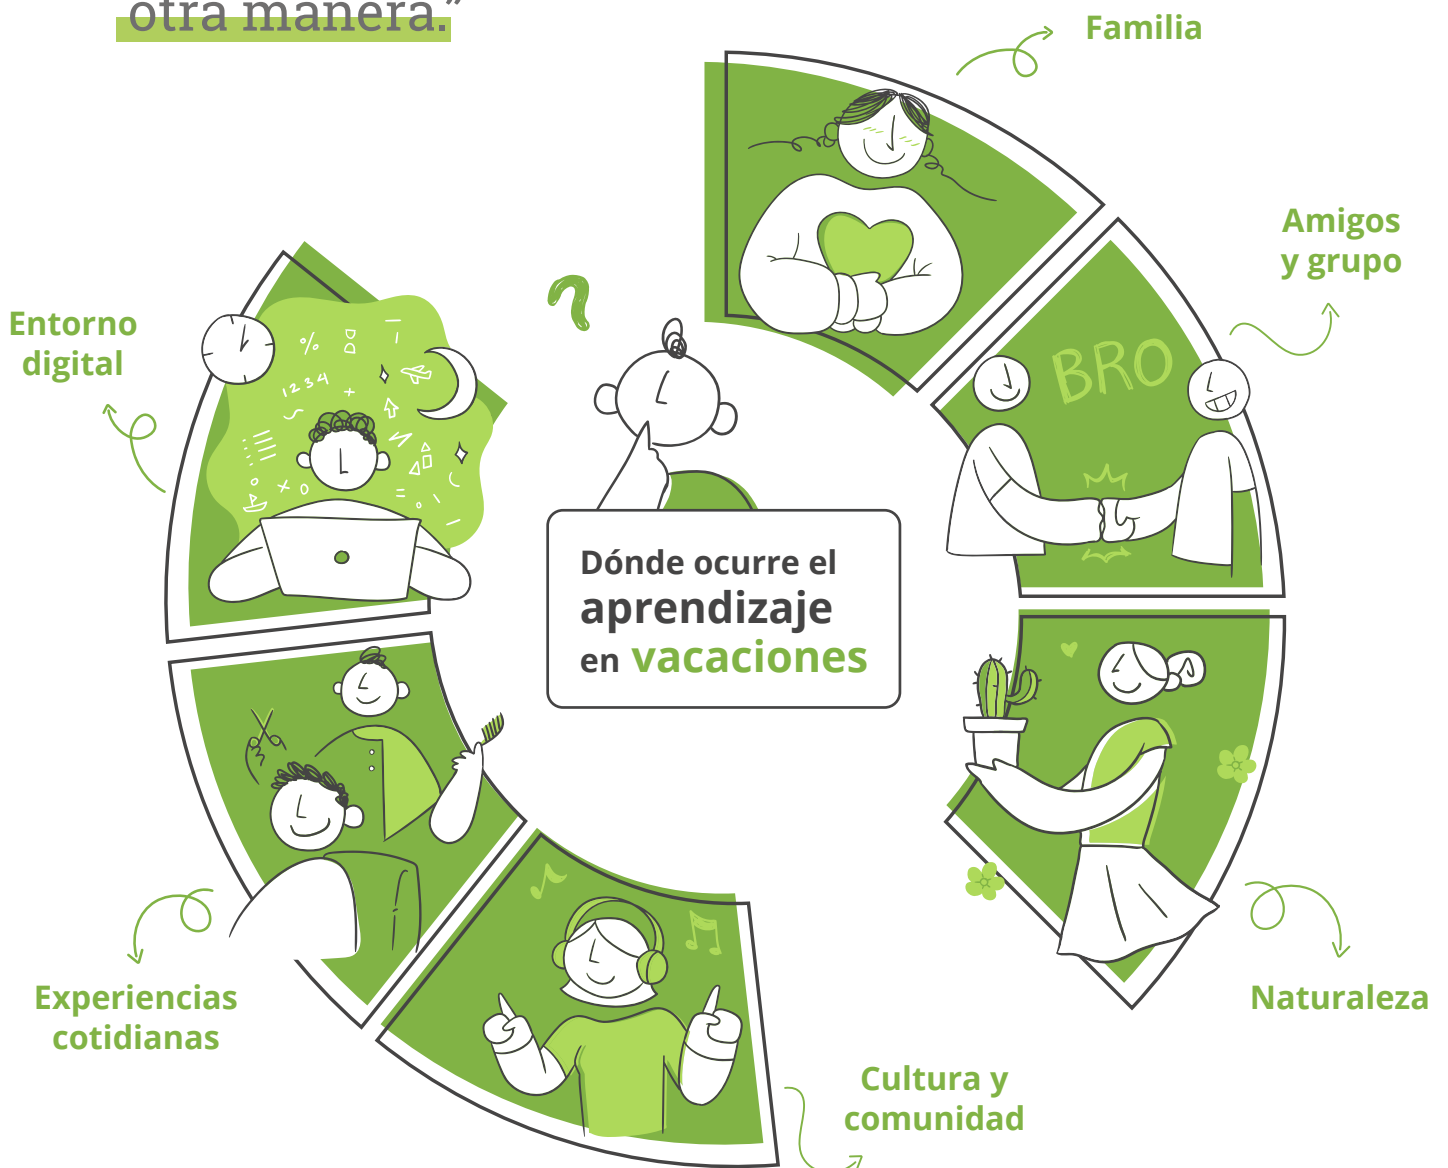 otra manera.”
Familia
Amigos
y grupo
Entorno
digital
BRO
1234
%
Dónde ocurre el
aprendizaje
en vacaciones
Experiencias
cotidianas
Naturaleza
Cultura y
comunidad